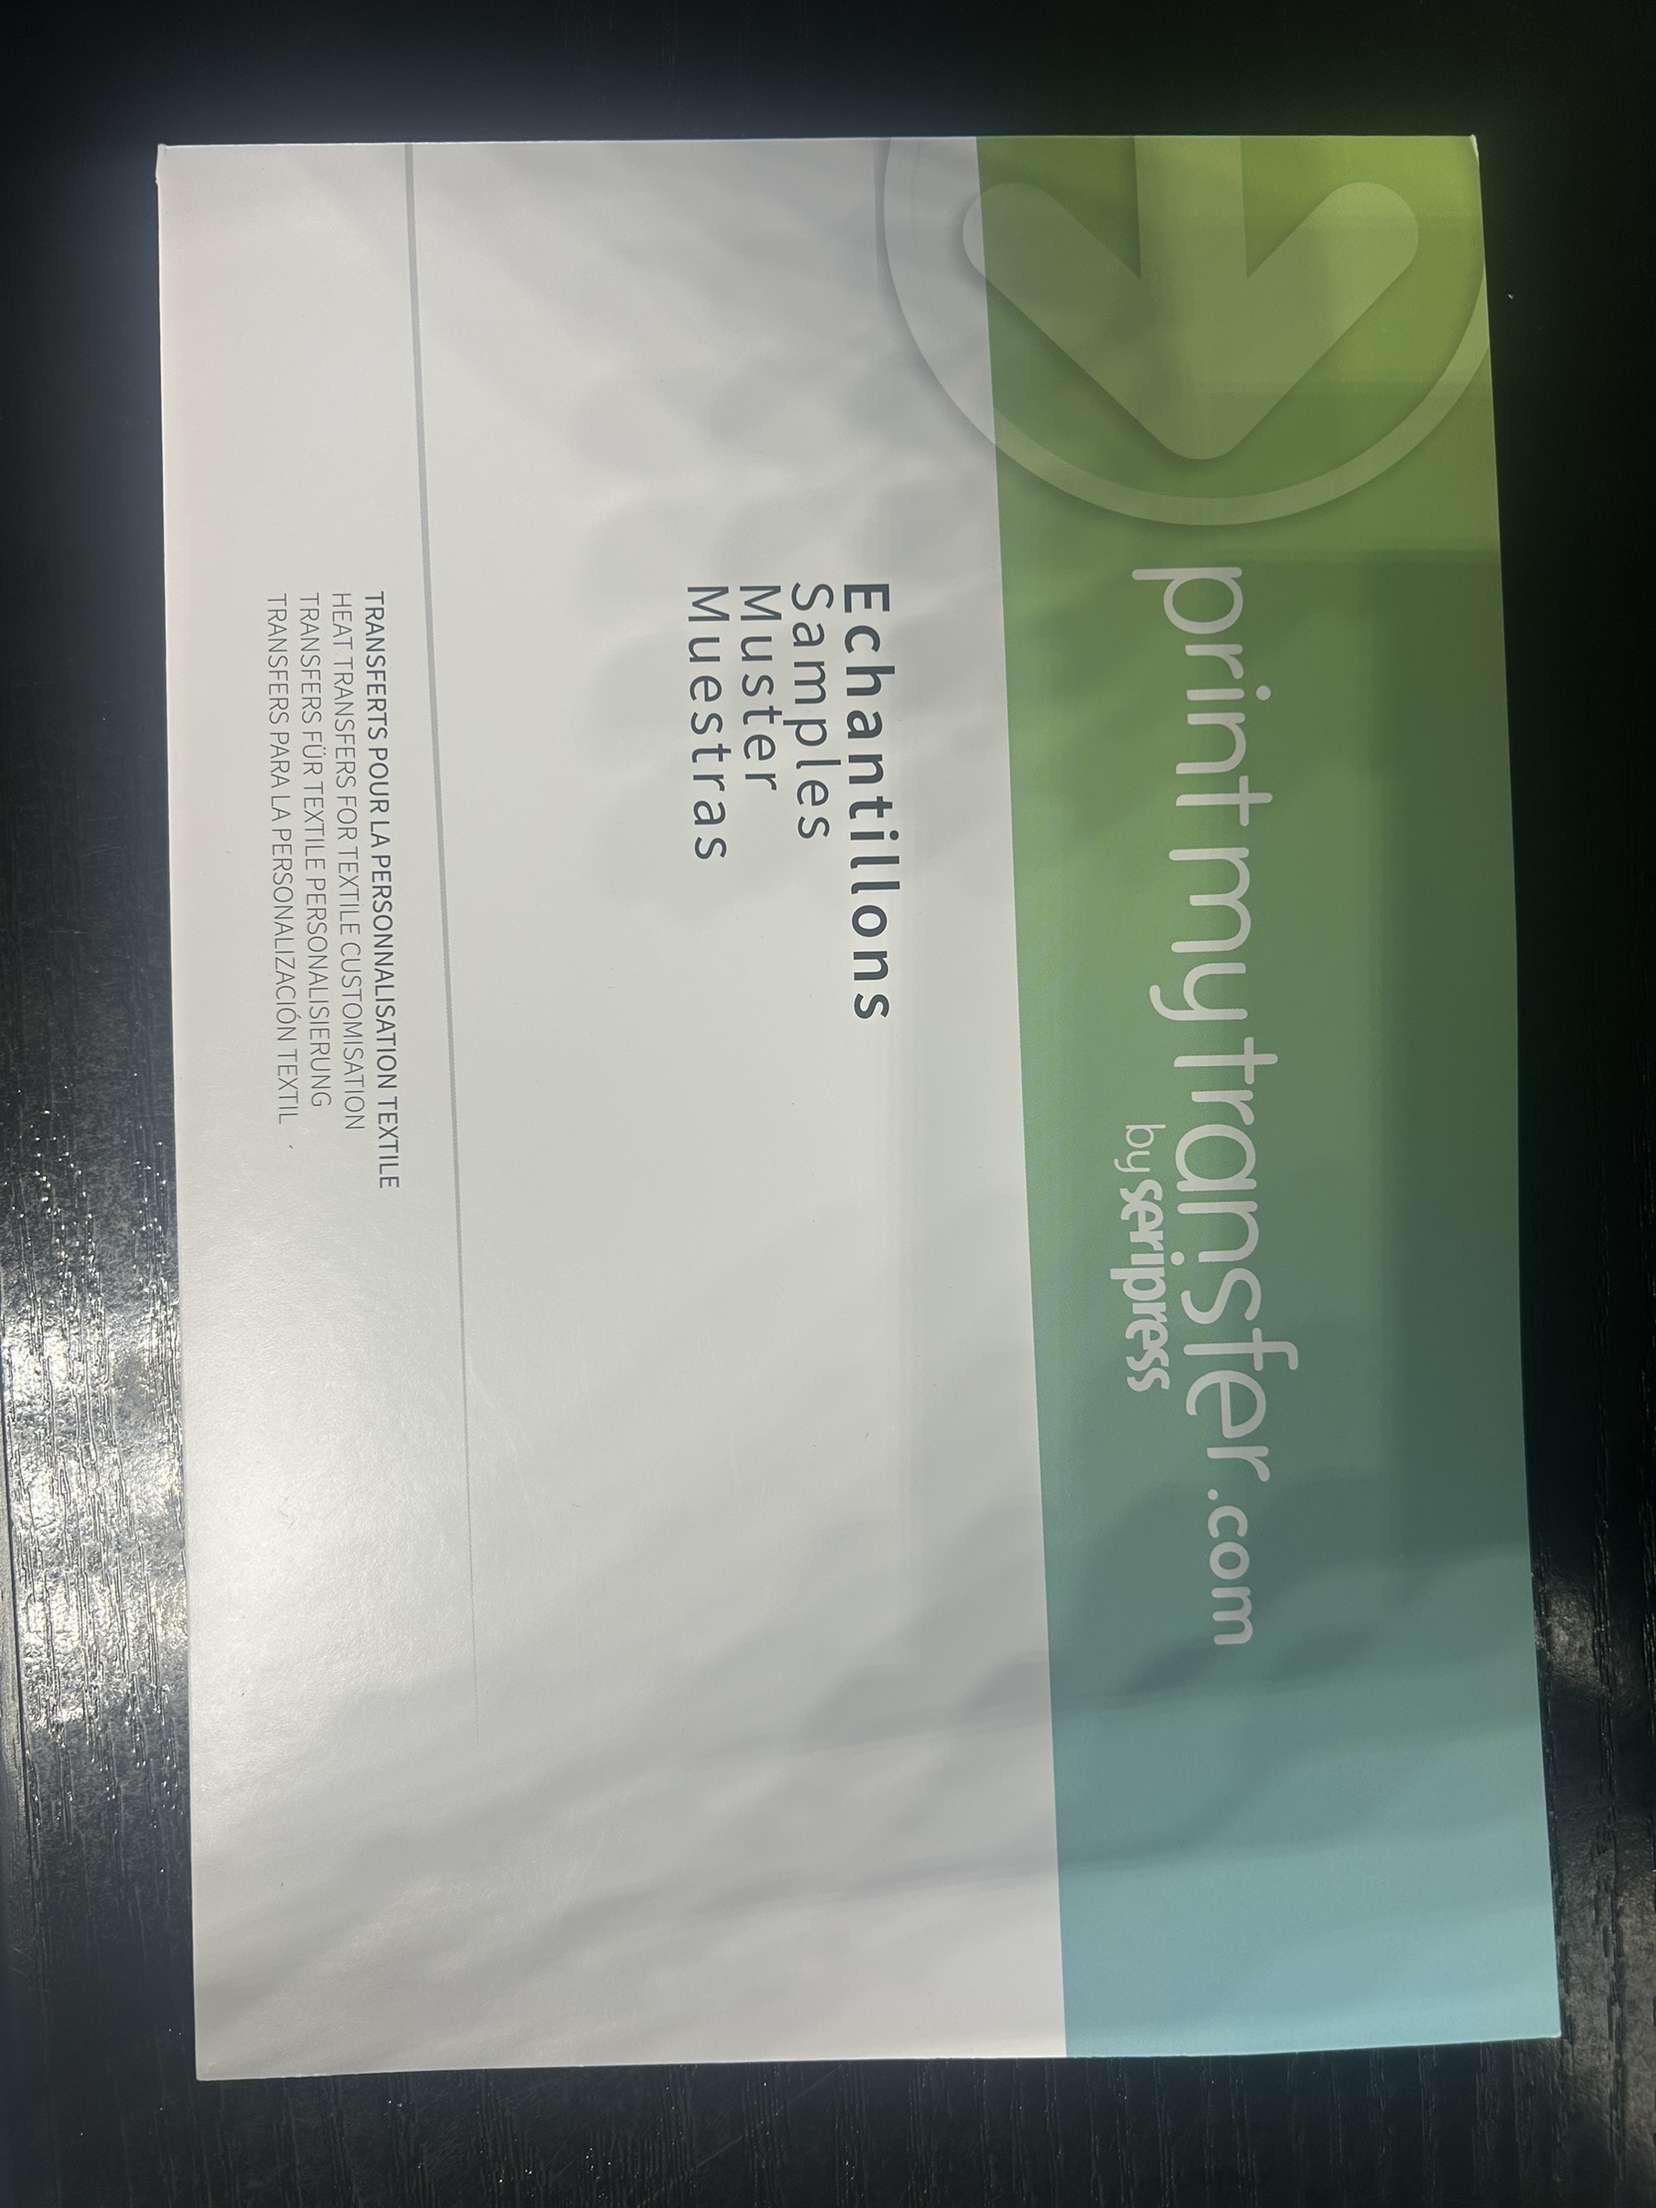 printmytransfer.com
by seripress
Echantillons
Samples
Muster
Muestras
TRANSFERTS POUR LA PERSONNALISATION TEXTILE
HEAT TRANSFERS FOR TEXTILE CUSTOMISATION
TRANSFERS FÜR TEXTILE PERSONALISIERUNG
TRANSFERS PARA LA PERSONALIZACIÓN TEXTIL